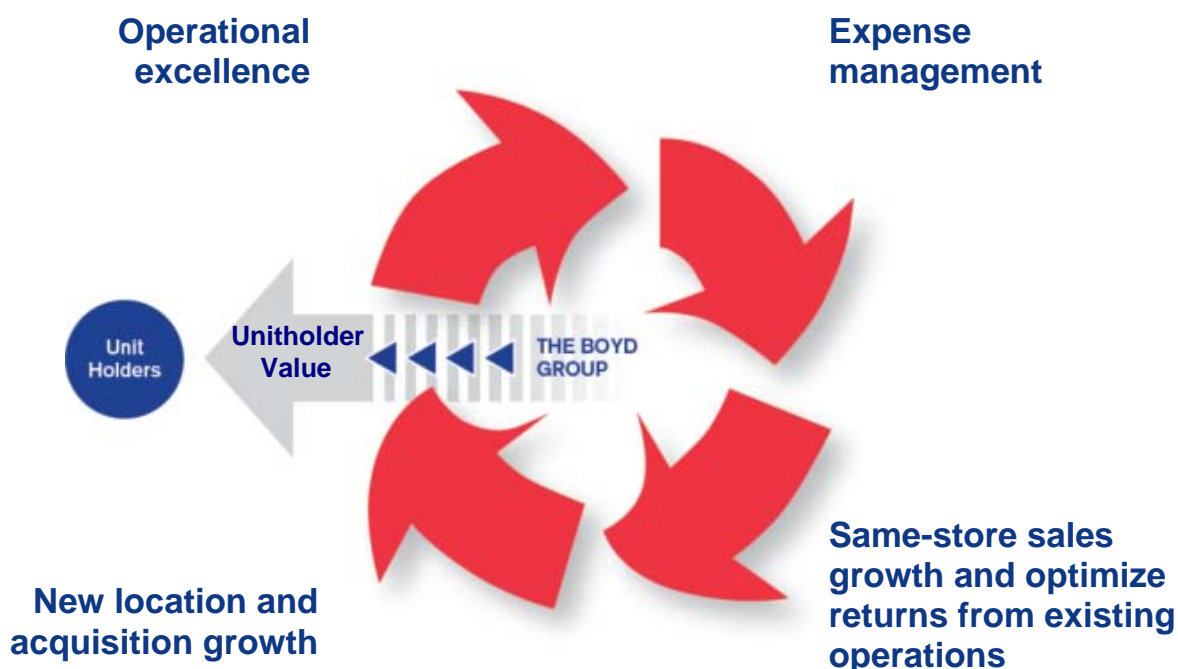 Operational
excellence
Expense
management
Unit
Holders
Unitholder
Value
THE BOYD
GROUP
New location and
acquisition growth
Same-store sales
growth and optimize
returns from existing
operations